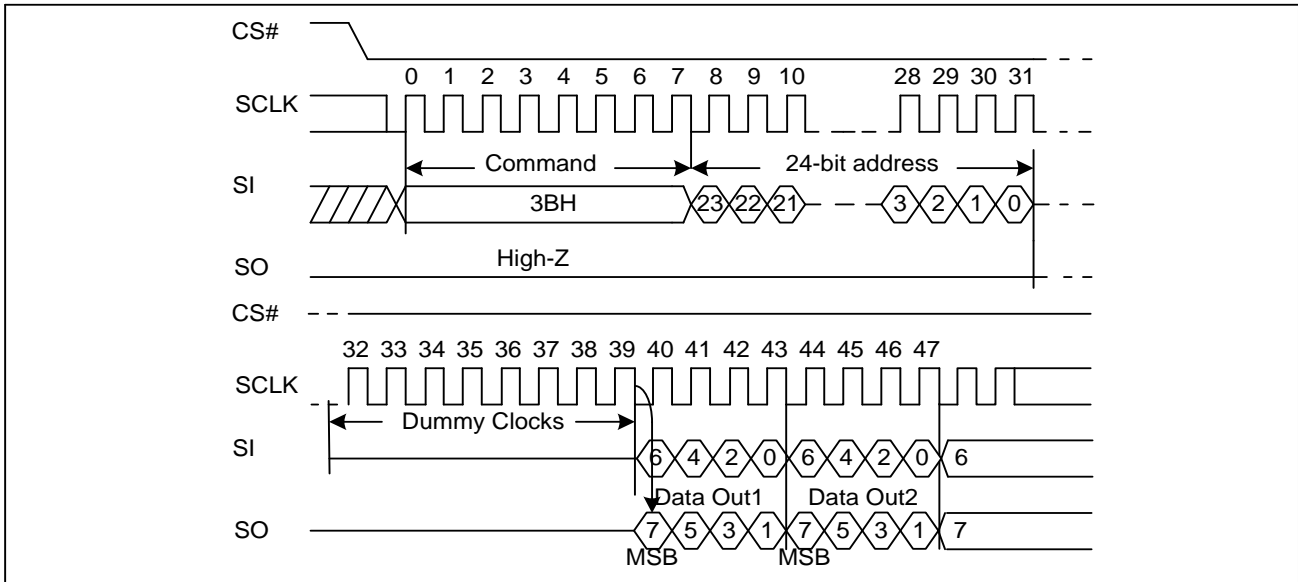 CS#
0 1 2 3 4 5 6 7 8 9 10 28 29 30 31
SCLK
Command 24-bit address
SI
3BH 23 22 21 3 2 1 0
High-Z
SO
CS#
32 33 34 35 36 37 38 39 40 41 42 43 44 45 46 47
SCLK
Dummy Clocks
SI
6 4 2 0 6 4 2 0 6
Data Out1 Data Out2
SO
7 5 3 1 7 5 3 1 7
MSB MSB